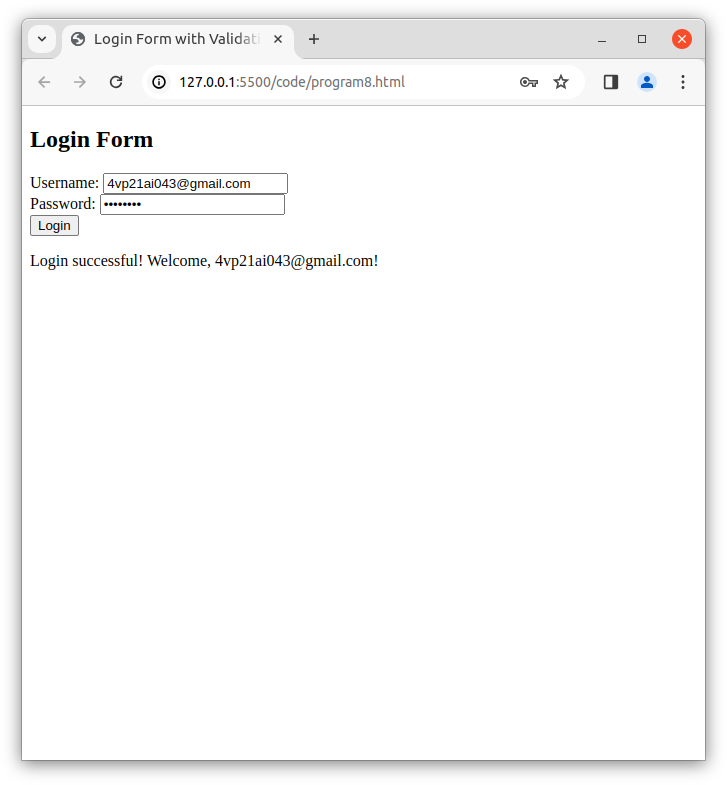 Login Form with Validati
127.0.0.1:5500/code/program8.html
Login Form
Username: 4vp21ai043@gmail.com
Password: ••••••••
Login
Login successful! Welcome, 4vp21ai043@gmail.com!